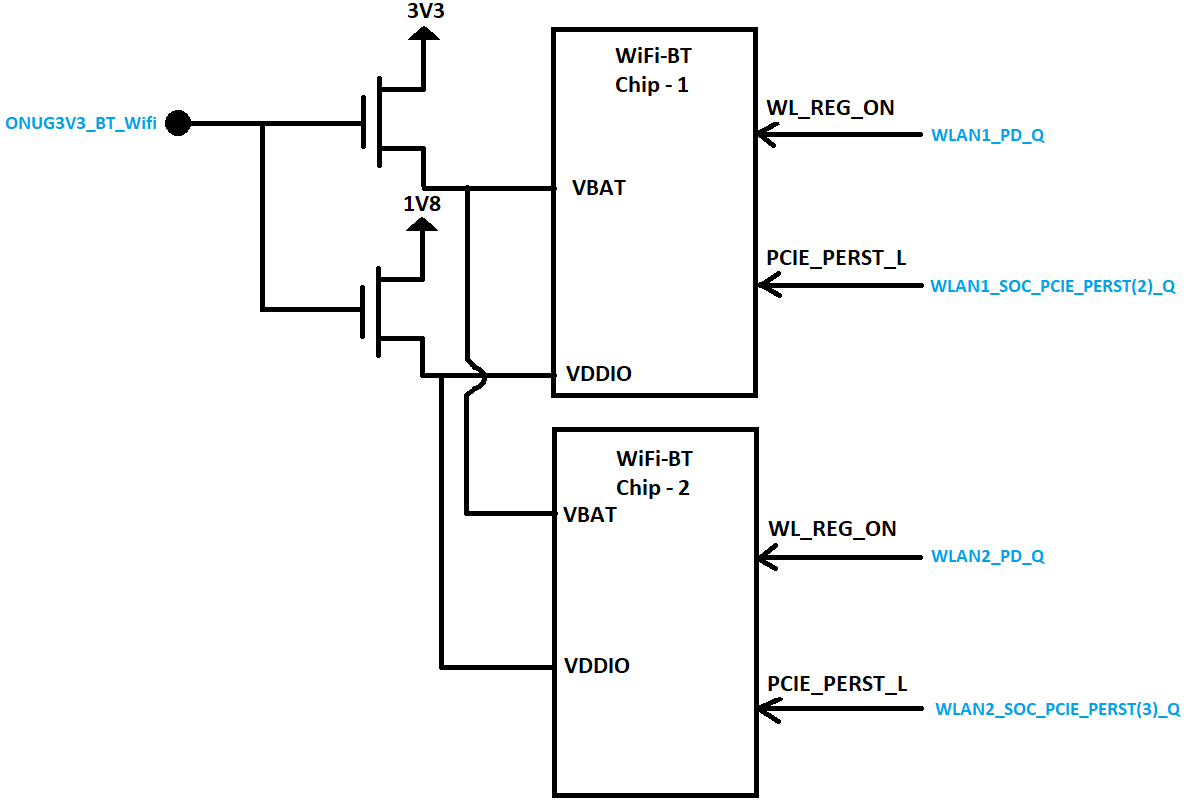 3V3
WiFi-BT
Chip - 1
WL_REG_ON
ONUG3V3_BT_Wifi
WLAN1_PD_Q
VBAT
1V8
PCIE_PERST_L
WLAN1_SOC_PCIE_PERST(2)_Q
VDDIO
WiFi-BT
Chip - 2
VBAT
WL_REG_ON
WLAN2_PD_Q
VDDIO
PCIE_PERST_L
WLAN2_SOC_PCIE_PERST(3)_Q